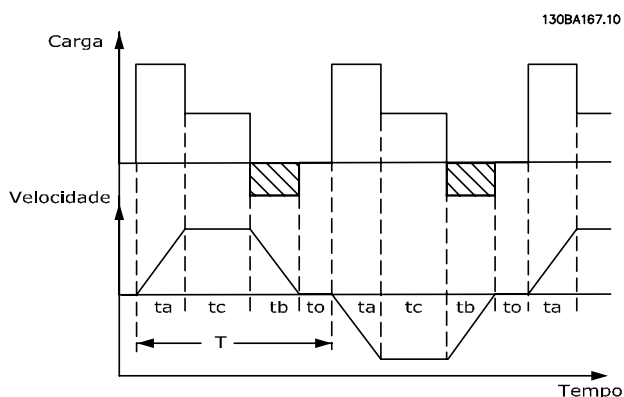 130BA167.10
Carga
Velocidade
ta tc tb to ta tc tb to ta
T
Tempo